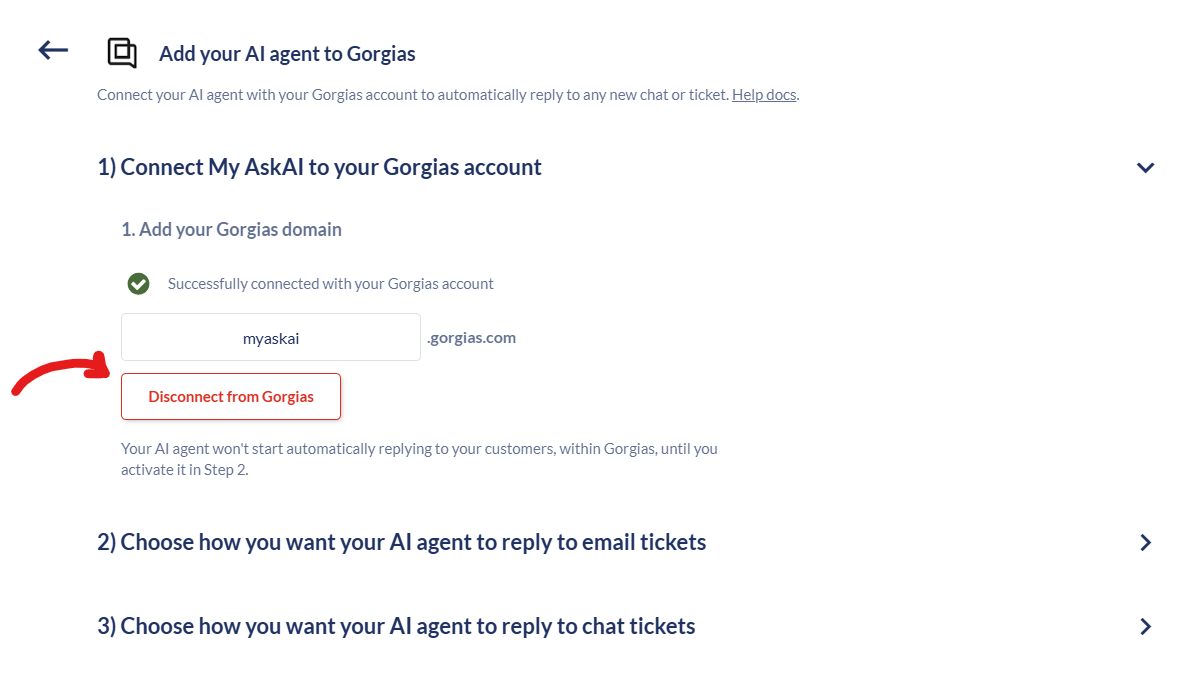 Add your AI agent to Gorgias
Connect your AI agent with your Gorgias account to automatically reply to any new chat or ticket. Help docs.
1) Connect My AskAI to your Gorgias account
1. Add your Gorgias domain
Successfully connected with your Gorgias account
myaskai .gorgias.com
Disconnect from Gorgias
Your AI agent won't start automatically replying to your customers, within Gorgias, until you
activate it in Step 2.
2) Choose how you want your AI agent to reply to email tickets
3) Choose how you want your AI agent to reply to chat tickets